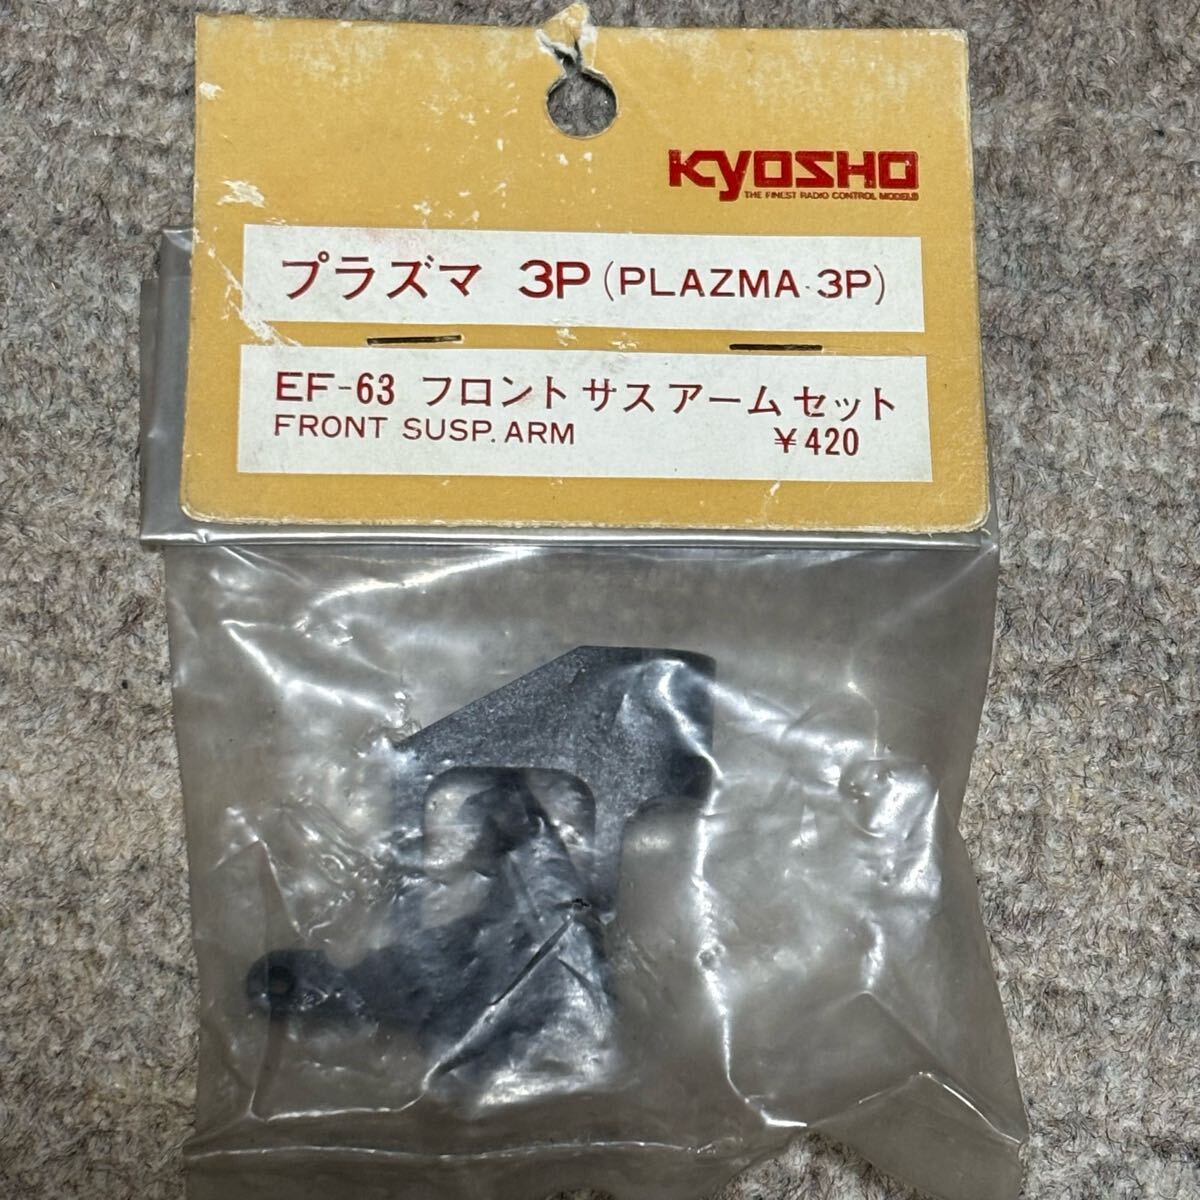 KYOSHO
THE FINEST RADIO CONTROL MODELS
プラズマ 3P (PLAZMA 3P)
EF-63 フロント サス アーム セット
FRONT SUSP. ARM ¥420